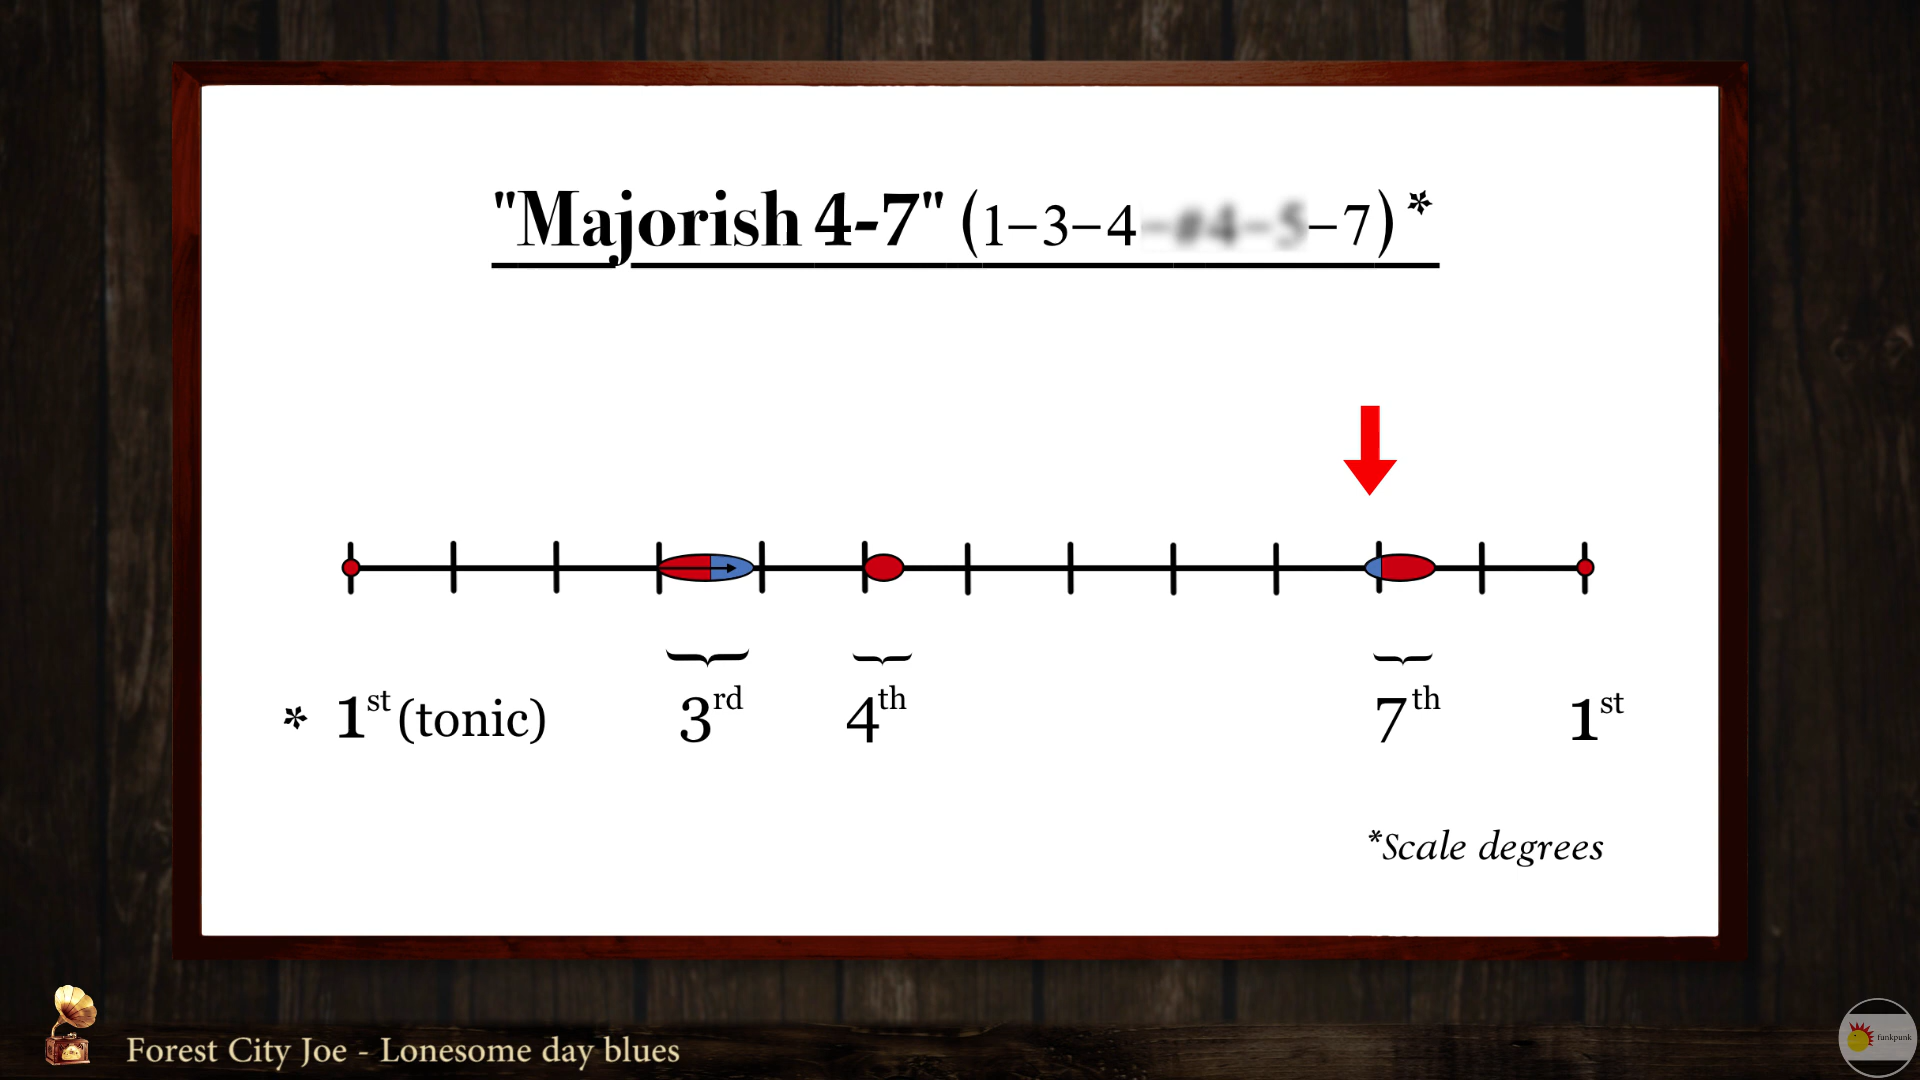 "Majorish 4-7" (1–3–4–#4–5–7)*
* 1st (tonic) 3rd 4th 7th 1st
*Scale degrees
Forest City Joe - Lonesome day blues
funkpunk